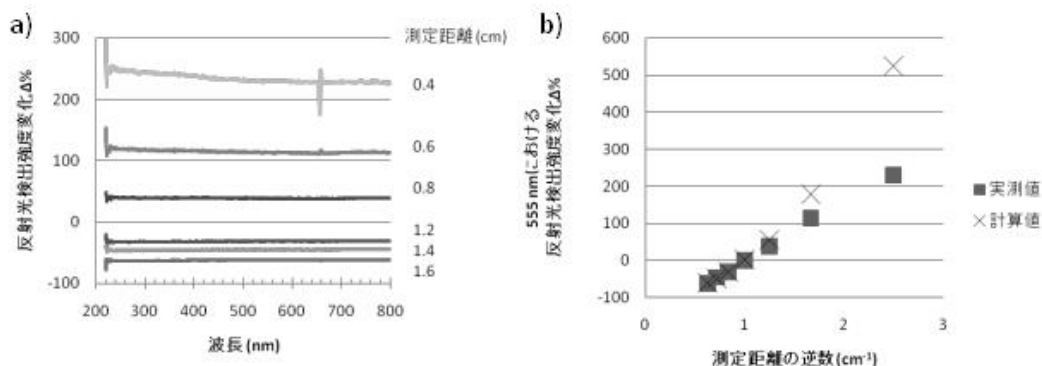 a)
測定距離(cm)
反射光検出強度変化Δ%
300
200
100
0
-100
0.4
0.6
0.8
1.2
1.4
1.6
200 300 400 500 600 700 800
波長(nm)
b)
555 nmにおける
反射光検出強度変化Δ%
600
500
400
300
200
100
0
-100
■実測値
×計算値
0 1 2 3
測定距離の逆数(cm⁻¹)